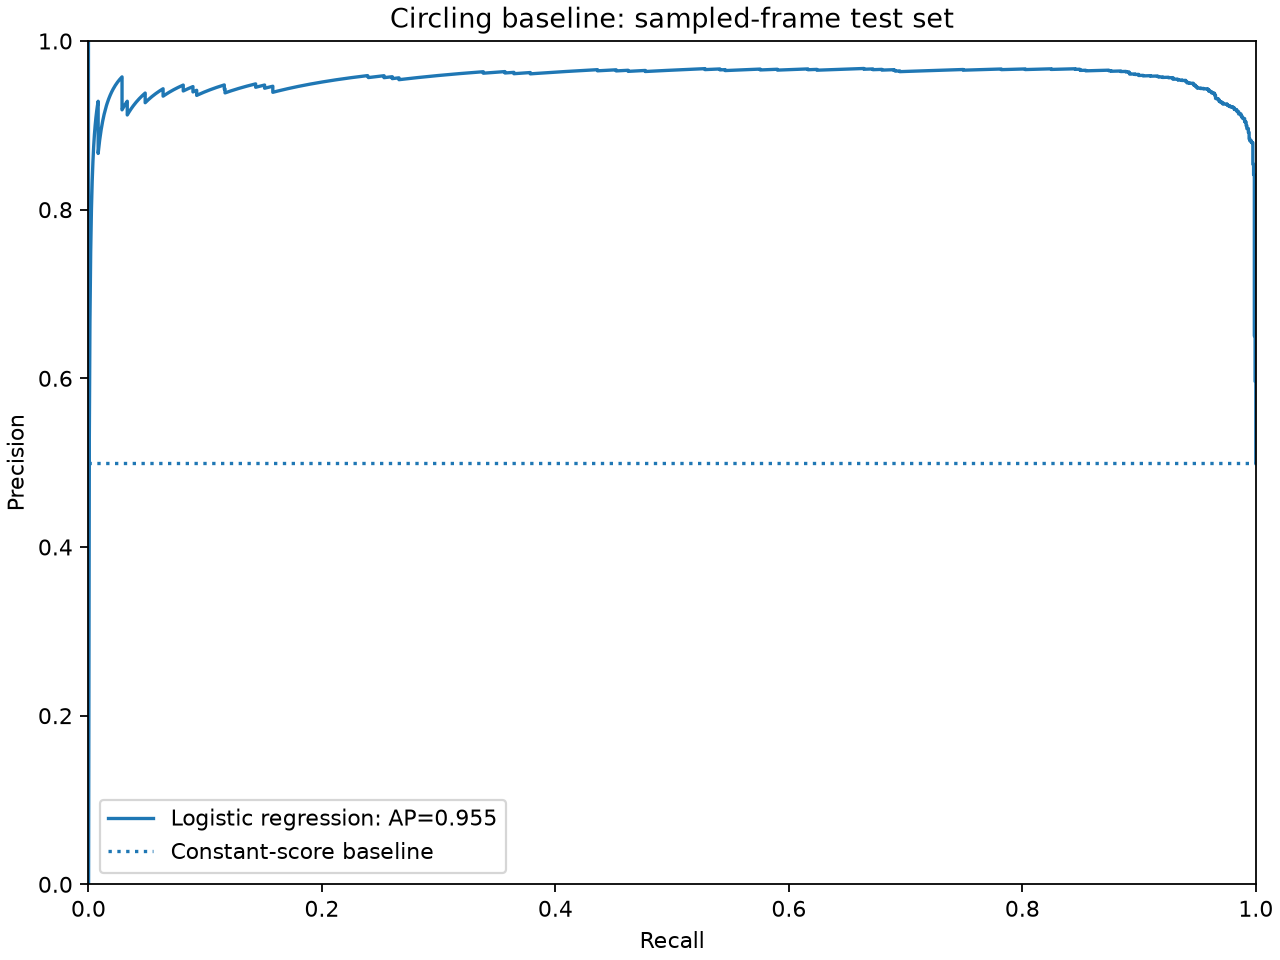 Circling baseline: sampled-frame test set
1.0
0.8
0.6
0.4
0.2
0.0
Precision
Logistic regression: AP=0.955
Constant-score baseline
0.0 0.2 0.4 0.6 0.8 1.0
Recall